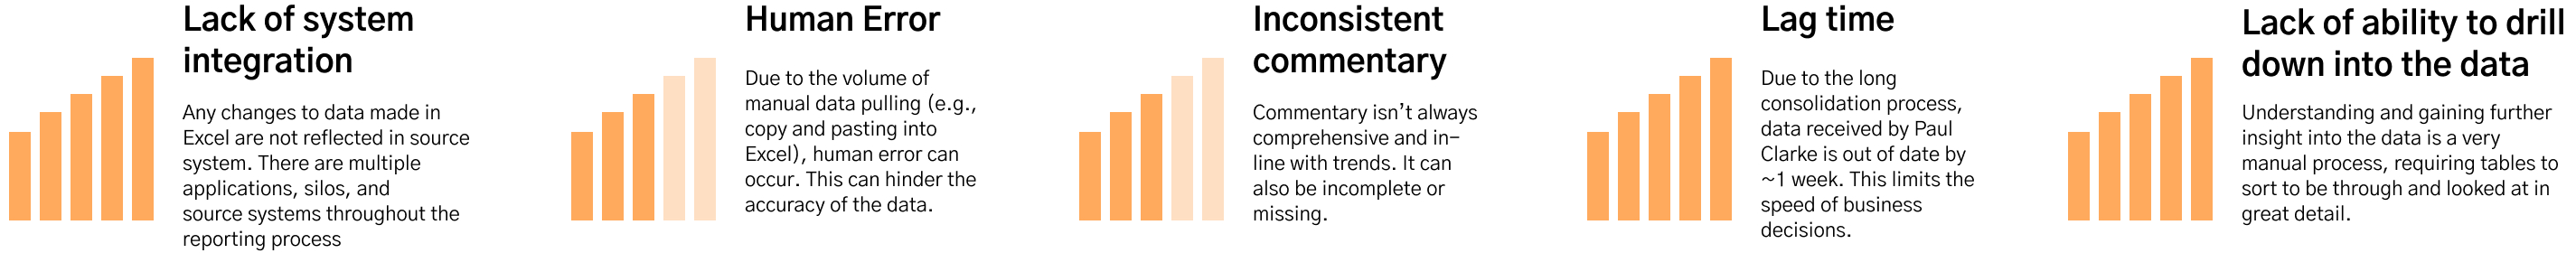 Lack of system
integration
Any changes to data made in
Excel are not reflected in source
system. There are multiple
applications, silos, and
source systems throughout the
reporting process
Human Error
Due to the volume of
manual data pulling (e.g.,
copy and pasting into
Excel), human error can
occur. This can hinder the
accuracy of the data.
Inconsistent
commentary
Commentary isn't always
comprehensive and in-
line with trends. It can
also be incomplete or
missing.
Lag time
Due to the long
consolidation process,
data received by Paul
Clarke is out of date by
~1 week. This limits the
speed of business
decisions.
Lack of ability to drill
down into the data
Understanding and gaining further
insight into the data is a very
manual process, requiring tables to
sort to be through and looked at in
great detail.